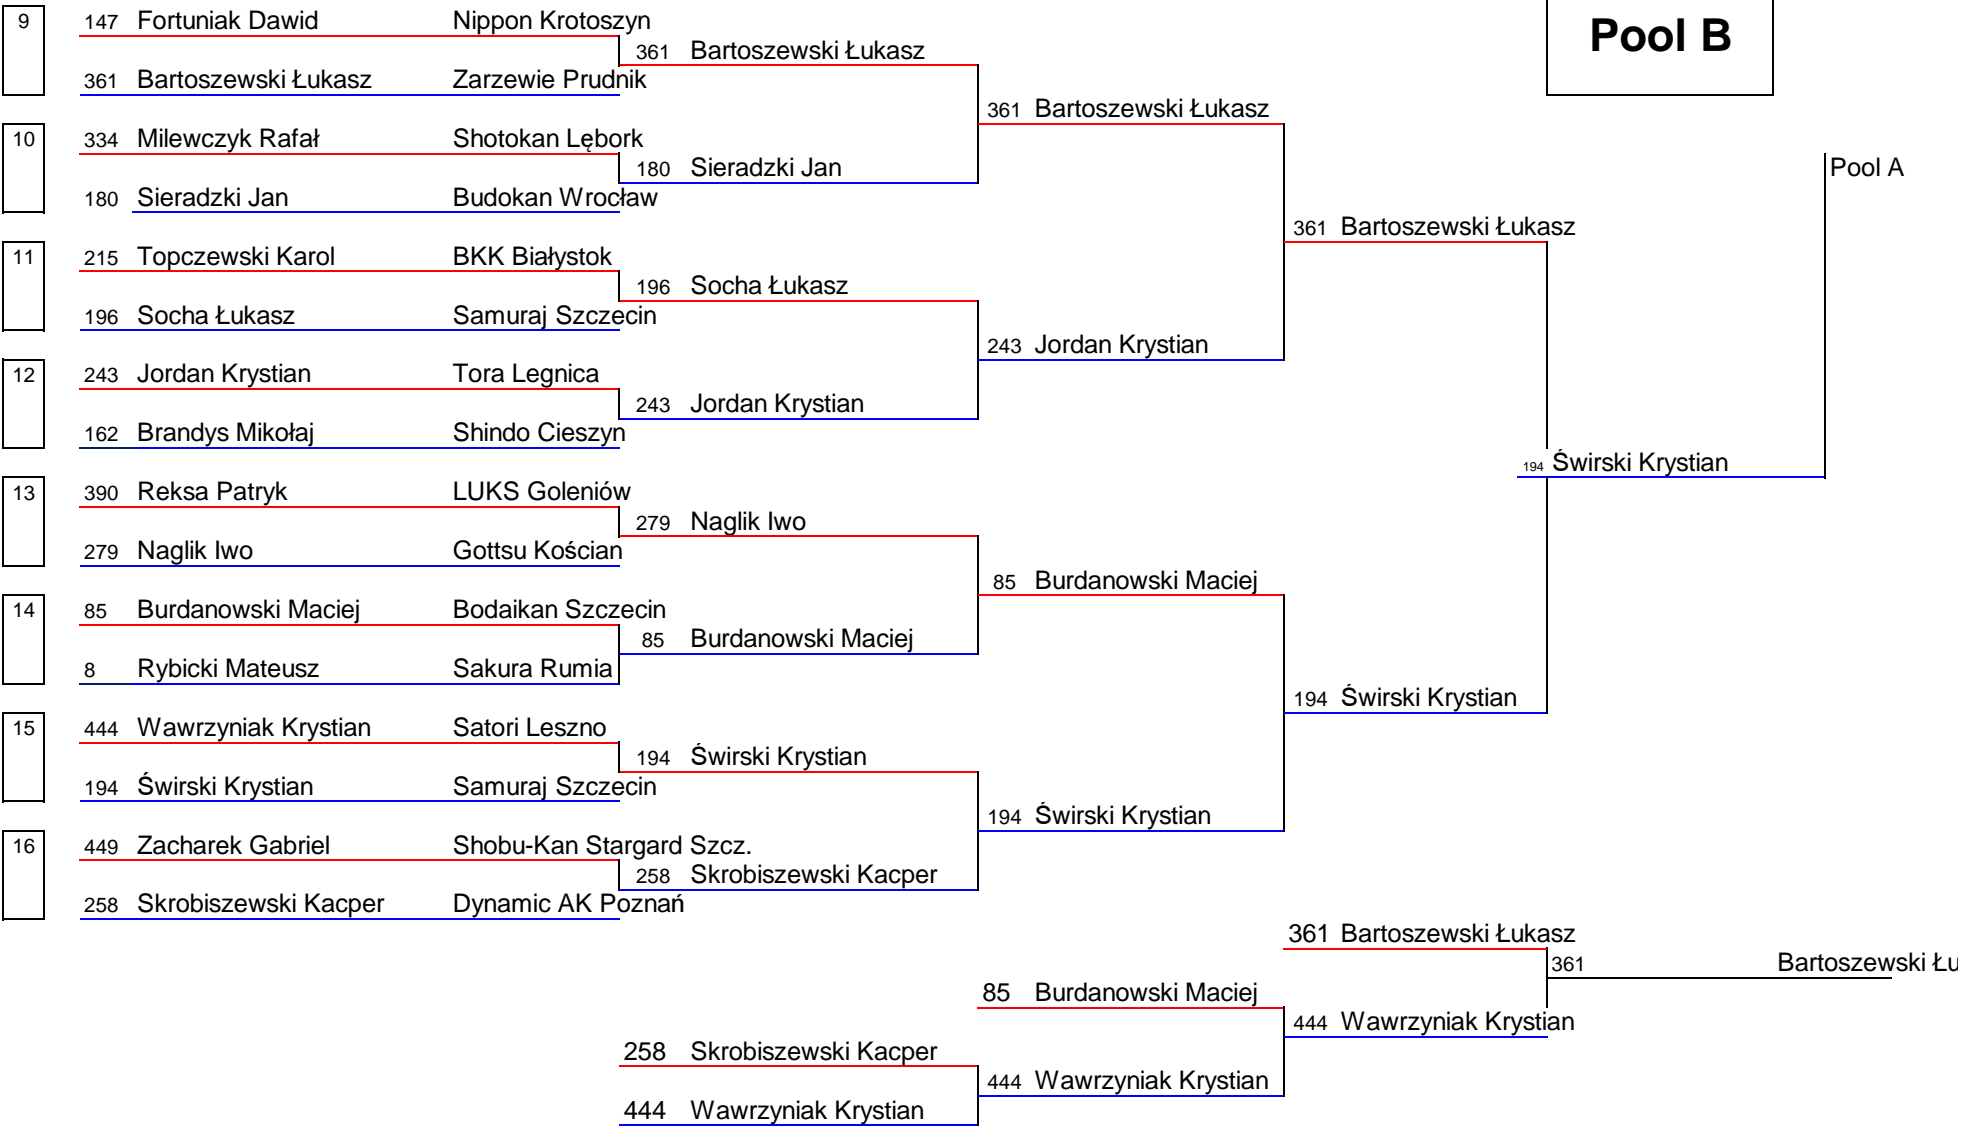 Pool B
9 147 Fortuniak Dawid Nippon Krotoszyn
361 Bartoszewski Łukasz
361 Bartoszewski Łukasz Zarzewie Prudnik
361 Bartoszewski Łukasz
10 334 Milewczyk Rafał Shotokan Lębork
180 Sieradzki Jan
Pool A
180 Sieradzki Jan Budokan Wrocław
361 Bartoszewski Łukasz
11 215 Topczewski Karol BKK Białystok
196 Socha Łukasz
196 Socha Łukasz Samuraj Szczecin
243 Jordan Krystian
12 243 Jordan Krystian Tora Legnica
243 Jordan Krystian
162 Brandys Mikołaj Shindo Cieszyn
194 Świrski Krystian
13 390 Reksa Patryk LUKS Goleniów
279 Naglik Iwo
279 Naglik Iwo Gottsu Kościan
85 Burdanowski Maciej
14 85 Burdanowski Maciej Bodaikan Szczecin
85 Burdanowski Maciej
8 Rybicki Mateusz Sakura Rumia
194 Świrski Krystian
15 444 Wawrzyniak Krystian Satori Leszno
194 Świrski Krystian
194 Świrski Krystian Samuraj Szczecin
194 Świrski Krystian
16 449 Zacharek Gabriel Shobu-Kan Stargard Szcz.
258 Skrobiszewski Kacper
258 Skrobiszewski Kacper Dynamic AK Poznań
361 Bartoszewski Łukasz
361 Bartoszewski Łu
85 Burdanowski Maciej
444 Wawrzyniak Krystian
258 Skrobiszewski Kacper
444 Wawrzyniak Krystian
444 Wawrzyniak Krystian